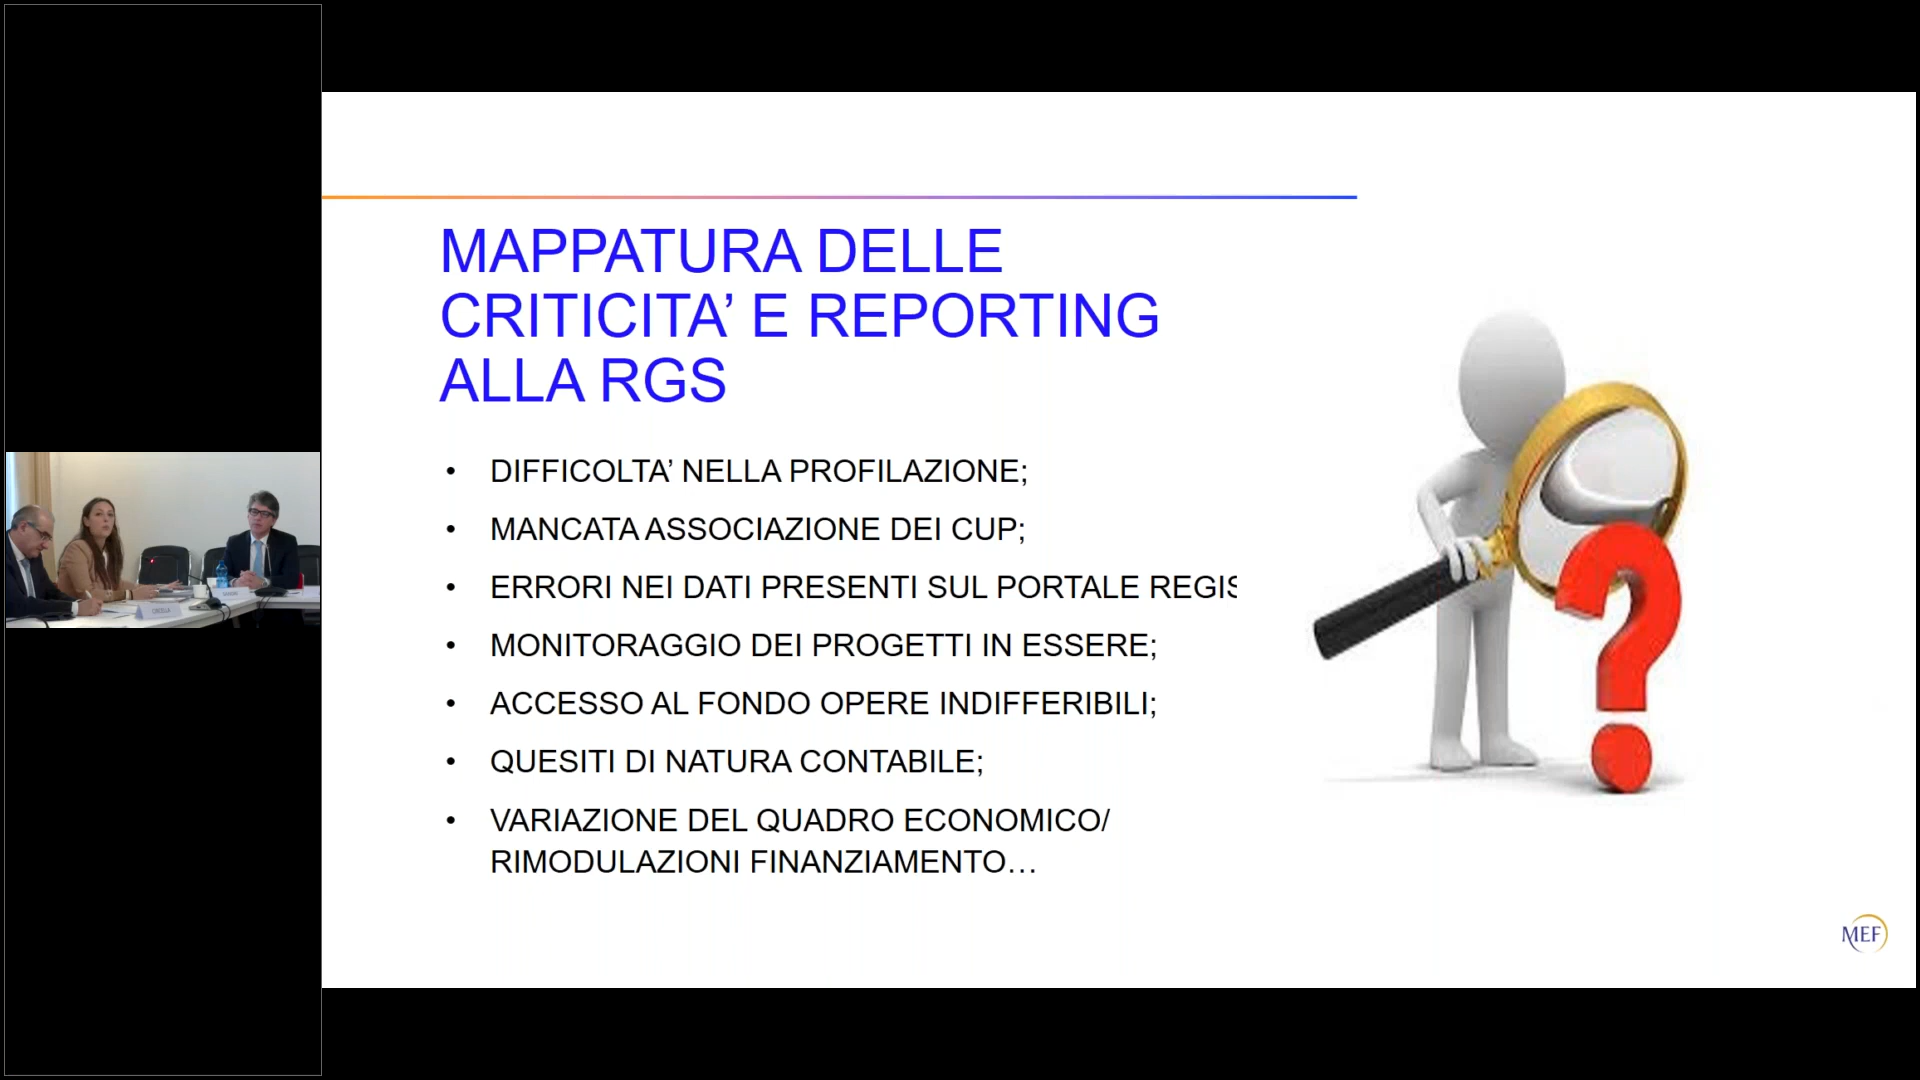 MAPPATURA DELLE
CRITICITA’ E REPORTING
ALLA RGS
• DIFFICOLTA’ NELLA PROFILAZIONE;
• MANCATA ASSOCIAZIONE DEI CUP;
• ERRORI NEI DATI PRESENTI SUL PORTALE REGIS
• MONITORAGGIO DEI PROGETTI IN ESSERE;
• ACCESSO AL FONDO OPERE INDIFFERIBILI;
• QUESITI DI NATURA CONTABILE;
• VARIAZIONE DEL QUADRO ECONOMICO/
RIMODULAZIONI FINANZIAMENTO…
MEF